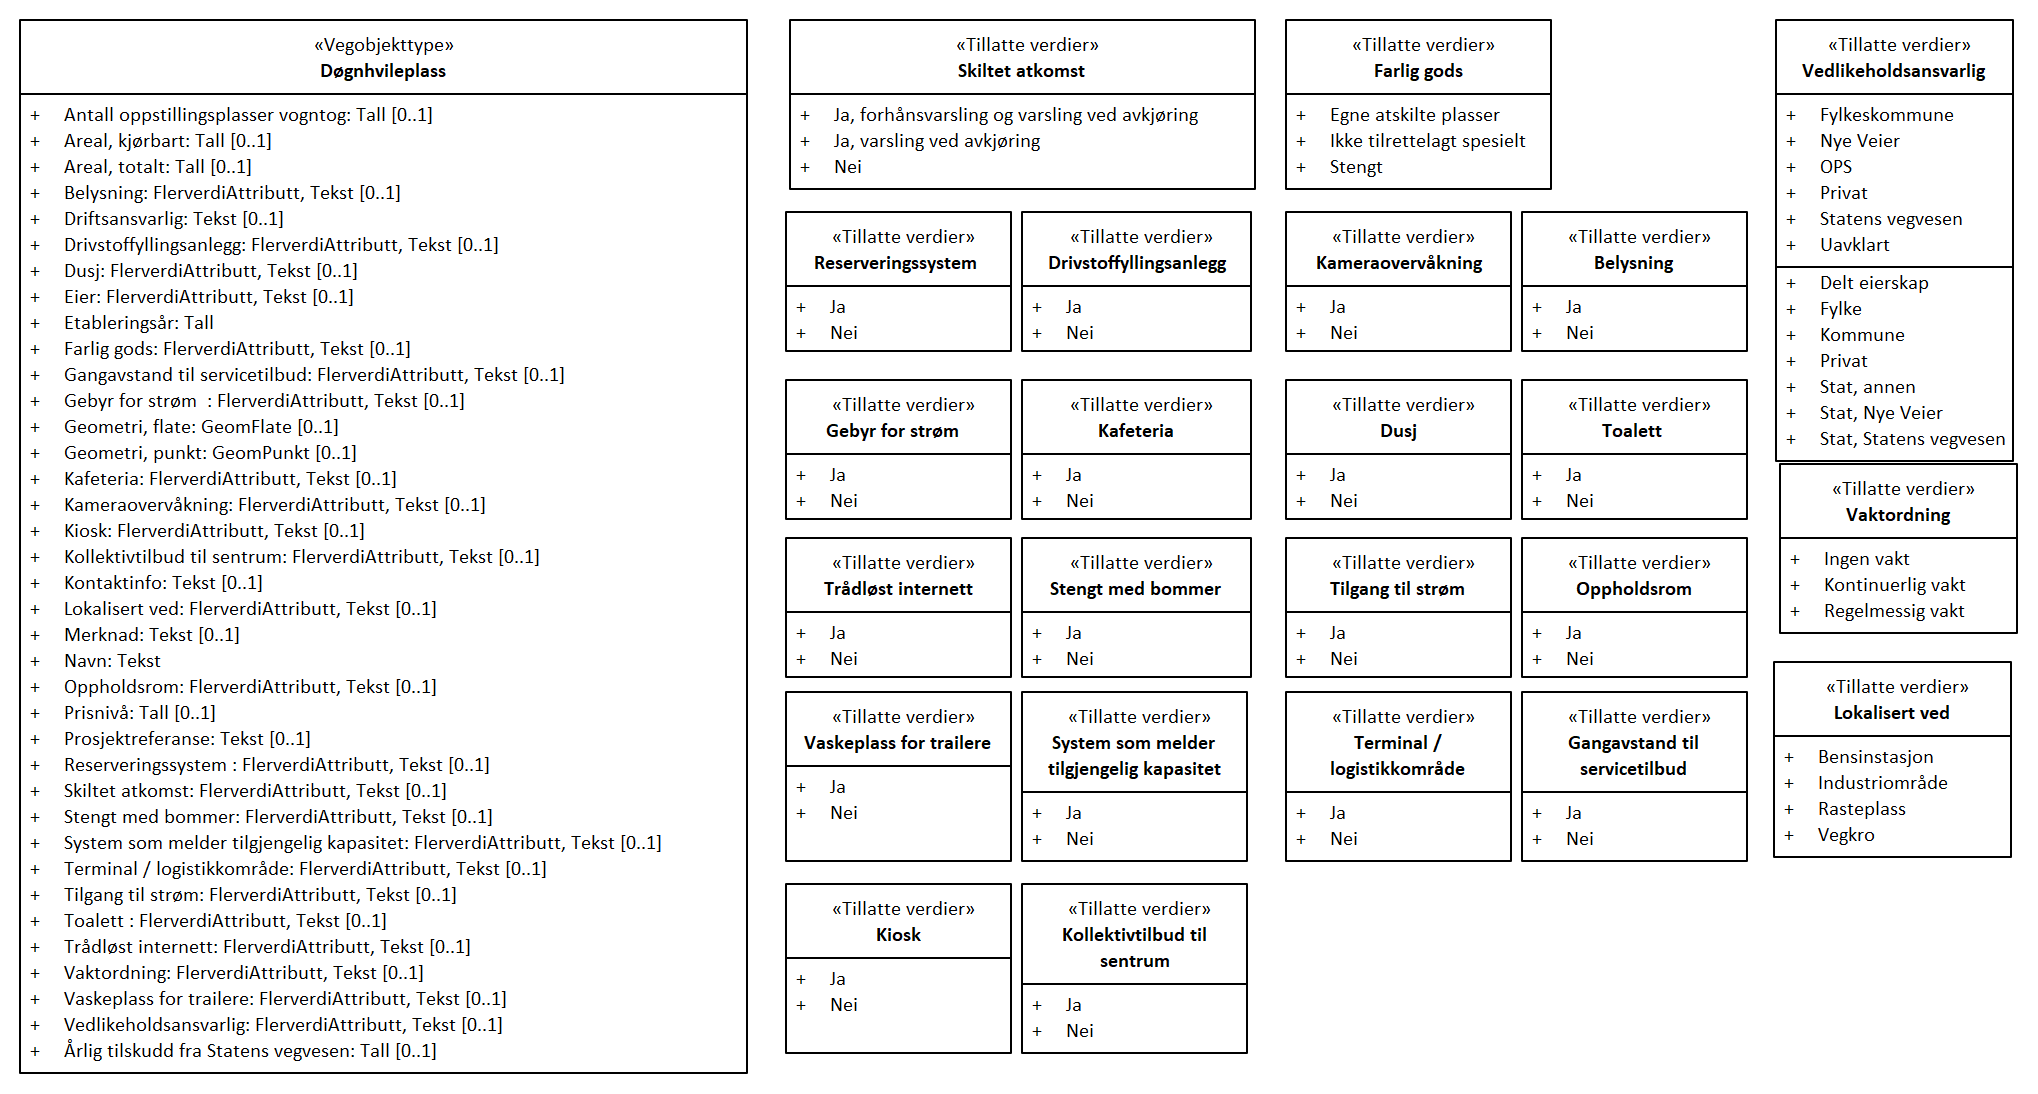 «Vegobjekttype»
Døgnhvileplass
+ Antall oppstillingsplasser vogntog: Tall [0..1]
+ Areal, kjørbart: Tall [0..1]
+ Areal, totalt: Tall [0..1]
+ Belysning: FlerverdiAttributt, Tekst [0..1]
+ Driftsansvarlig: Tekst [0..1]
+ Drivstoffyllingsanlegg: FlerverdiAttributt, Tekst [0..1]
+ Dusj: FlerverdiAttributt, Tekst [0..1]
+ Eier: FlerverdiAttributt, Tekst [0..1]
+ Etableringsår: Tall
+ Farlig gods: FlerverdiAttributt, Tekst [0..1]
+ Gangavstand til servicetilbud: FlerverdiAttributt, Tekst [0..1]
+ Gebyr for strøm  : FlerverdiAttributt, Tekst [0..1]
+ Geometri, flate: GeomFlate [0..1]
+ Geometri, punkt: GeomPunkt [0..1]
+ Kafeteria: FlerverdiAttributt, Tekst [0..1]
+ Kameraovervåkning: FlerverdiAttributt, Tekst [0..1]
+ Kiosk: FlerverdiAttributt, Tekst [0..1]
+ Kollektivtilbud til sentrum: FlerverdiAttributt, Tekst [0..1]
+ Kontaktinfo: Tekst [0..1]
+ Lokalisert ved: FlerverdiAttributt, Tekst [0..1]
+ Merknad: Tekst [0..1]
+ Navn: Tekst
+ Oppholdsrom: FlerverdiAttributt, Tekst [0..1]
+ Prisnivå: Tall [0..1]
+ Prosjektreferanse: Tekst [0..1]
+ Reserveringssystem : FlerverdiAttributt, Tekst [0..1]
+ Skiltet atkomst: FlerverdiAttributt, Tekst [0..1]
+ Stengt med bommer: FlerverdiAttributt, Tekst [0..1]
+ System som melder tilgjengelig kapasitet: FlerverdiAttributt, Tekst [0..1]
+ Terminal / logistikkområde: FlerverdiAttributt, Tekst [0..1]
+ Tilgang til strøm: FlerverdiAttributt, Tekst [0..1]
+ Toalett : FlerverdiAttributt, Tekst [0..1]
+ Trådløst internett: FlerverdiAttributt, Tekst [0..1]
+ Vaktordning: FlerverdiAttributt, Tekst [0..1]
+ Vaskeplass for trailere: FlerverdiAttributt, Tekst [0..1]
+ Vedlikeholdsansvarlig: FlerverdiAttributt, Tekst [0..1]
+ Årlig tilskudd fra Statens vegvesen: Tall [0..1]
«Tillatte verdier»
Skiltet atkomst
+ Ja, forhånsvarsling og varsling ved avkjøring
+ Ja, varsling ved avkjøring
+ Nei
«Tillatte verdier»
Farlig gods
+ Egne atskilte plasser
+ Ikke tilrettelagt spesielt
+ Stengt
«Tillatte verdier»
Reserveringssystem
+ Ja
+ Nei
«Tillatte verdier»
Drivstoffyllingsanlegg
+ Ja
+ Nei
«Tillatte verdier»
Kameraovervåkning
+ Ja
+ Nei
«Tillatte verdier»
Belysning
+ Ja
+ Nei
«Tillatte verdier»
Gebyr for strøm
+ Ja
+ Nei
«Tillatte verdier»
Kafeteria
+ Ja
+ Nei
«Tillatte verdier»
Dusj
+ Ja
+ Nei
«Tillatte verdier»
Toalett
+ Ja
+ Nei
«Tillatte verdier»
Trådløst internett
+ Ja
+ Nei
«Tillatte verdier»
Stengt med bommer
+ Ja
+ Nei
«Tillatte verdier»
Tilgang til strøm
+ Ja
+ Nei
«Tillatte verdier»
Oppholdsrom
+ Ja
+ Nei
«Tillatte verdier»
Vaskeplass for trailere
+ Ja
+ Nei
«Tillatte verdier»
System som melder
tilgjengelig kapasitet
+ Ja
+ Nei
«Tillatte verdier»
Terminal /
logistikkområde
+ Ja
+ Nei
«Tillatte verdier»
Gangavstand til
servicetilbud
+ Ja
+ Nei
«Tillatte verdier»
Kiosk
+ Ja
+ Nei
«Tillatte verdier»
Kollektivtilbud til
sentrum
+ Ja
+ Nei
«Tillatte verdier»
Vedlikeholdsansvarlig
+ Fylkeskommune
+ Nye Veier
+ OPS
+ Privat
+ Statens vegvesen
+ Uavklart
+ Delt eierskap
+ Fylke
+ Kommune
+ Privat
+ Stat, annen
+ Stat, Nye Veier
+ Stat, Statens vegvesen
«Tillatte verdier»
Vaktordning
+ Ingen vakt
+ Kontinuerlig vakt
+ Regelmessig vakt
«Tillatte verdier»
Lokalisert ved
+ Bensinstasjon
+ Industriområde
+ Rasteplass
+ Vegkro